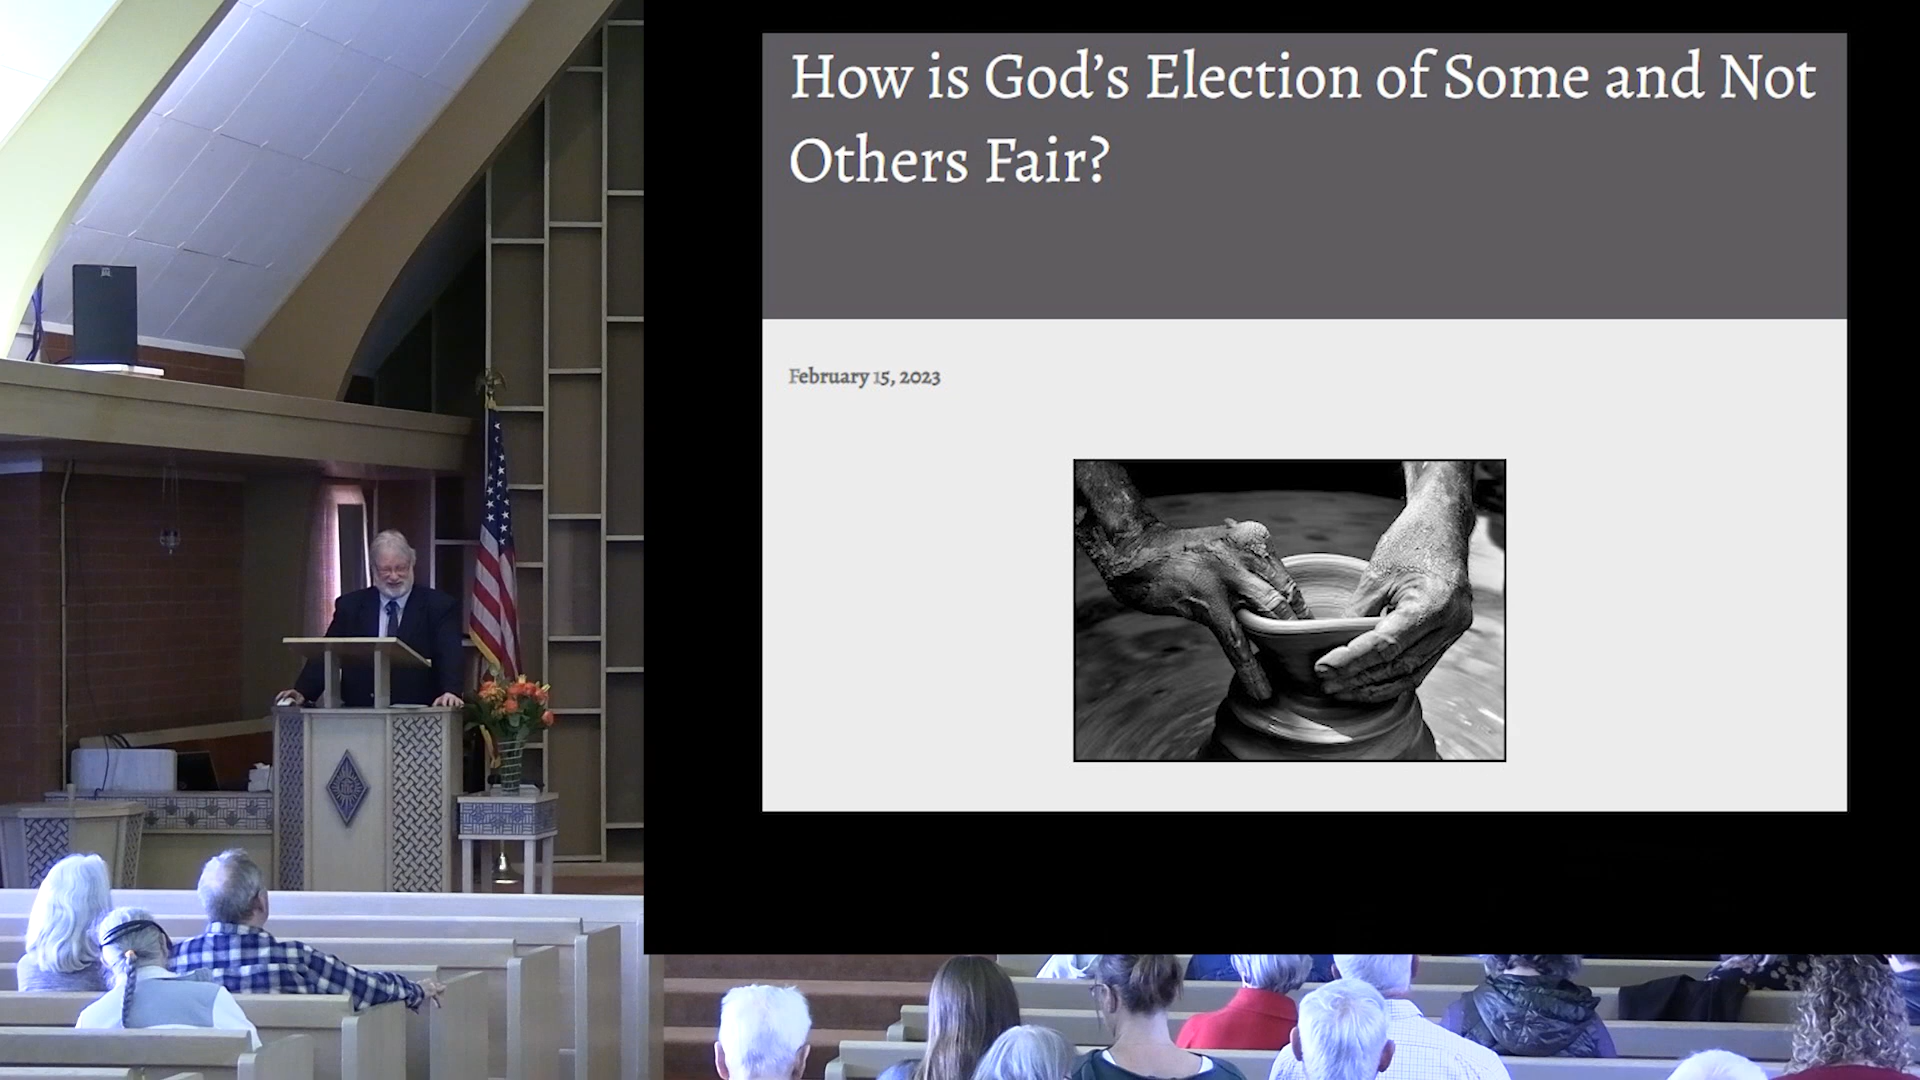 How is God’s Election of Some and Not
Others Fair?
February 15, 2023